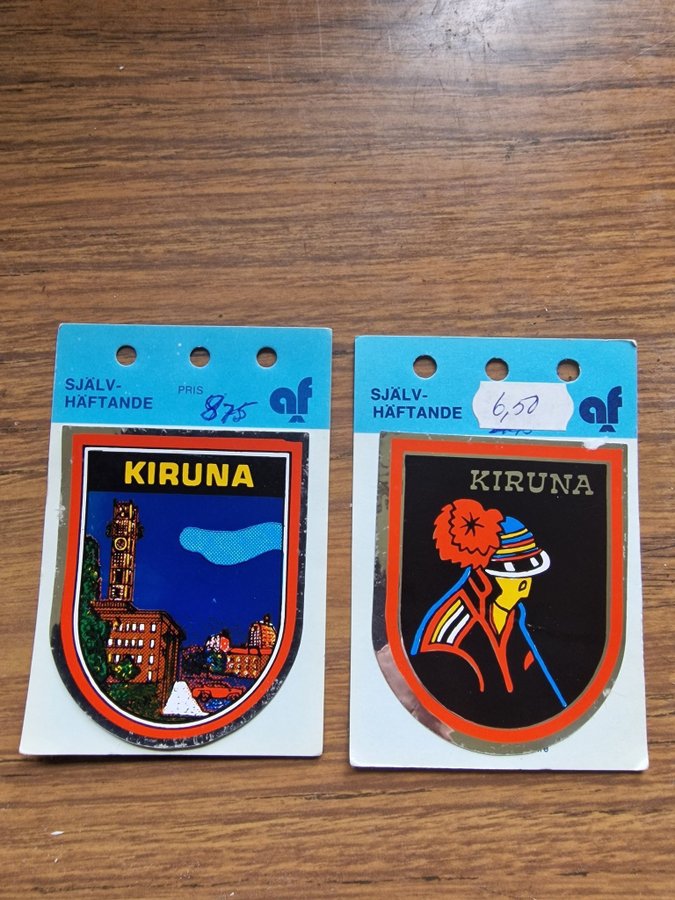 SJÄLV-
HÄFTANDE
PRIS
875
af
KIRUNA
SJÄLV-
HÄFTANDE
6,50
af
KIRUNA